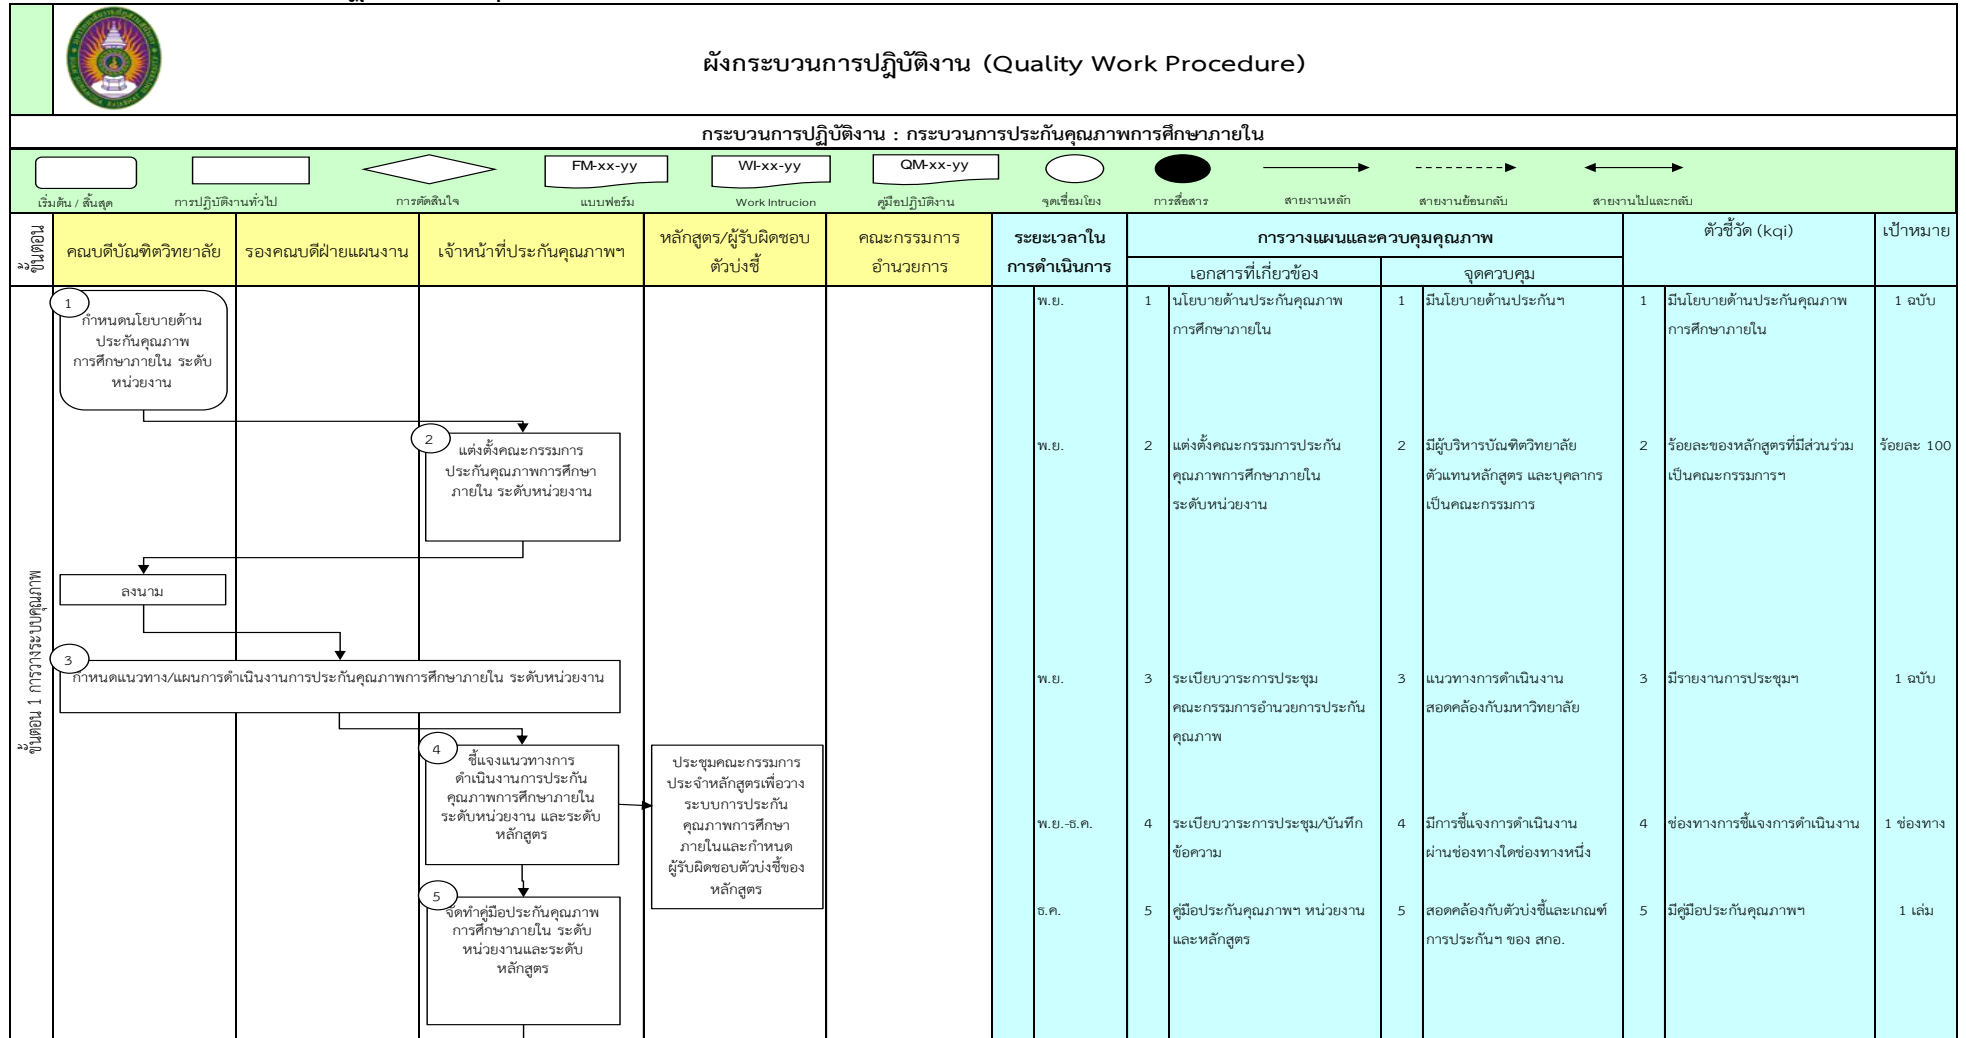 ผังกระบวนการปฎิบัติงาน (Quality Work Procedure)
กระบวนการปฏิบัติงาน : กระบวนการประกันคุณภาพการศึกษาภายใน
FM-xx-yy
WI-xx-yy
QM-xx-yy
เริ่มต้น / สิ้นสุด
การปฏิบัติงานทั่วไป
การตัดสินใจ
แบบฟอร์ม
Work Intrucion
คู่มือปฏิบัติงาน
จุดเชื่อมโยง
การสื่อสาร
สายงานหลัก
สายงานย้อนกลับ
สายงานไปและกลับ
ขั้นตอน
คณบดีบัณฑิตวิทยาลัย
รองคณบดีฝ่ายแผนงาน
เจ้าหน้าที่ประกันคุณภาพฯ
หลักสูตร/ผู้รับผิดชอบ
ตัวบ่งชี้
คณะกรรมการ
อำนวยการ
ระยะเวลาใน
การดำเนินการ
การวางแผนและควบคุมคุณภาพ
เอกสารที่เกี่ยวข้อง
จุดควบคุม
ตัวชี้วัด (kqi)
เป้าหมาย
ขั้นตอน 1 การวางระบบคุณภาพ
1
กำหนดนโยบายด้าน
ประกันคุณภาพ
การศึกษาภายใน ระดับ
หน่วยงาน
พ.ย.
1
นโยบายด้านประกันคุณภาพ
การศึกษาภายใน
1
มีนโยบายด้านประกันฯ
1
มีนโยบายด้านประกันคุณภาพ
การศึกษาภายใน
1 ฉบับ
2
แต่งตั้งคณะกรรมการ
ประกันคุณภาพการศึกษา
ภายใน ระดับหน่วยงาน
พ.ย.
2
แต่งตั้งคณะกรรมการประกัน
คุณภาพการศึกษาภายใน
ระดับหน่วยงาน
2
มีผู้บริหารบัณฑิตวิทยาลัย
ตัวแทนหลักสูตร และบุคลากร
เป็นคณะกรรมการ
2
ร้อยละของหลักสูตรที่มีส่วนร่วม
เป็นคณะกรรมการฯ
ร้อยละ 100
ลงนาม
3
กำหนดแนวทาง/แผนการดำเนินงานการประกันคุณภาพการศึกษาภายใน ระดับหน่วยงาน
พ.ย.
3
ระเบียบวาระการประชุม
คณะกรรมการอำนวยการประกัน
คุณภาพ
3
แนวทางการดำเนินงาน
สอดคล้องกับมหาวิทยาลัย
3
มีรายงานการประชุมฯ
1 ฉบับ
4
ชี้แจงแนวทางการ
ดำเนินงานการประกัน
คุณภาพการศึกษาภายใน
ระดับหน่วยงาน และระดับ
หลักสูตร
ประชุมคณะกรรมการ
ประจำหลักสูตรเพื่อวาง
ระบบการประกัน
คุณภาพการศึกษา
ภายในและกำหนด
ผู้รับผิดชอบตัวบ่งชี้ของ
หลักสูตร
พ.ย.-ธ.ค.
4
ระเบียบวาระการประชุม/บันทึก
ข้อความ
4
มีการชี้แจงการดำเนินงาน
ผ่านช่องทางใดช่องทางหนึ่ง
4
ช่องทางการชี้แจงการดำเนินงาน
1 ช่องทาง
5
จัดทำคู่มือประกันคุณภาพ
การศึกษาภายใน ระดับ
หน่วยงานและระดับ
หลักสูตร
ธ.ค.
5
คู่มือประกันคุณภาพฯ หน่วยงาน
และหลักสูตร
5
สอดคล้องกับตัวบ่งชี้และเกณฑ์
การประกันฯ ของ สกอ.
5
มีคู่มือประกันคุณภาพฯ
1 เล่ม